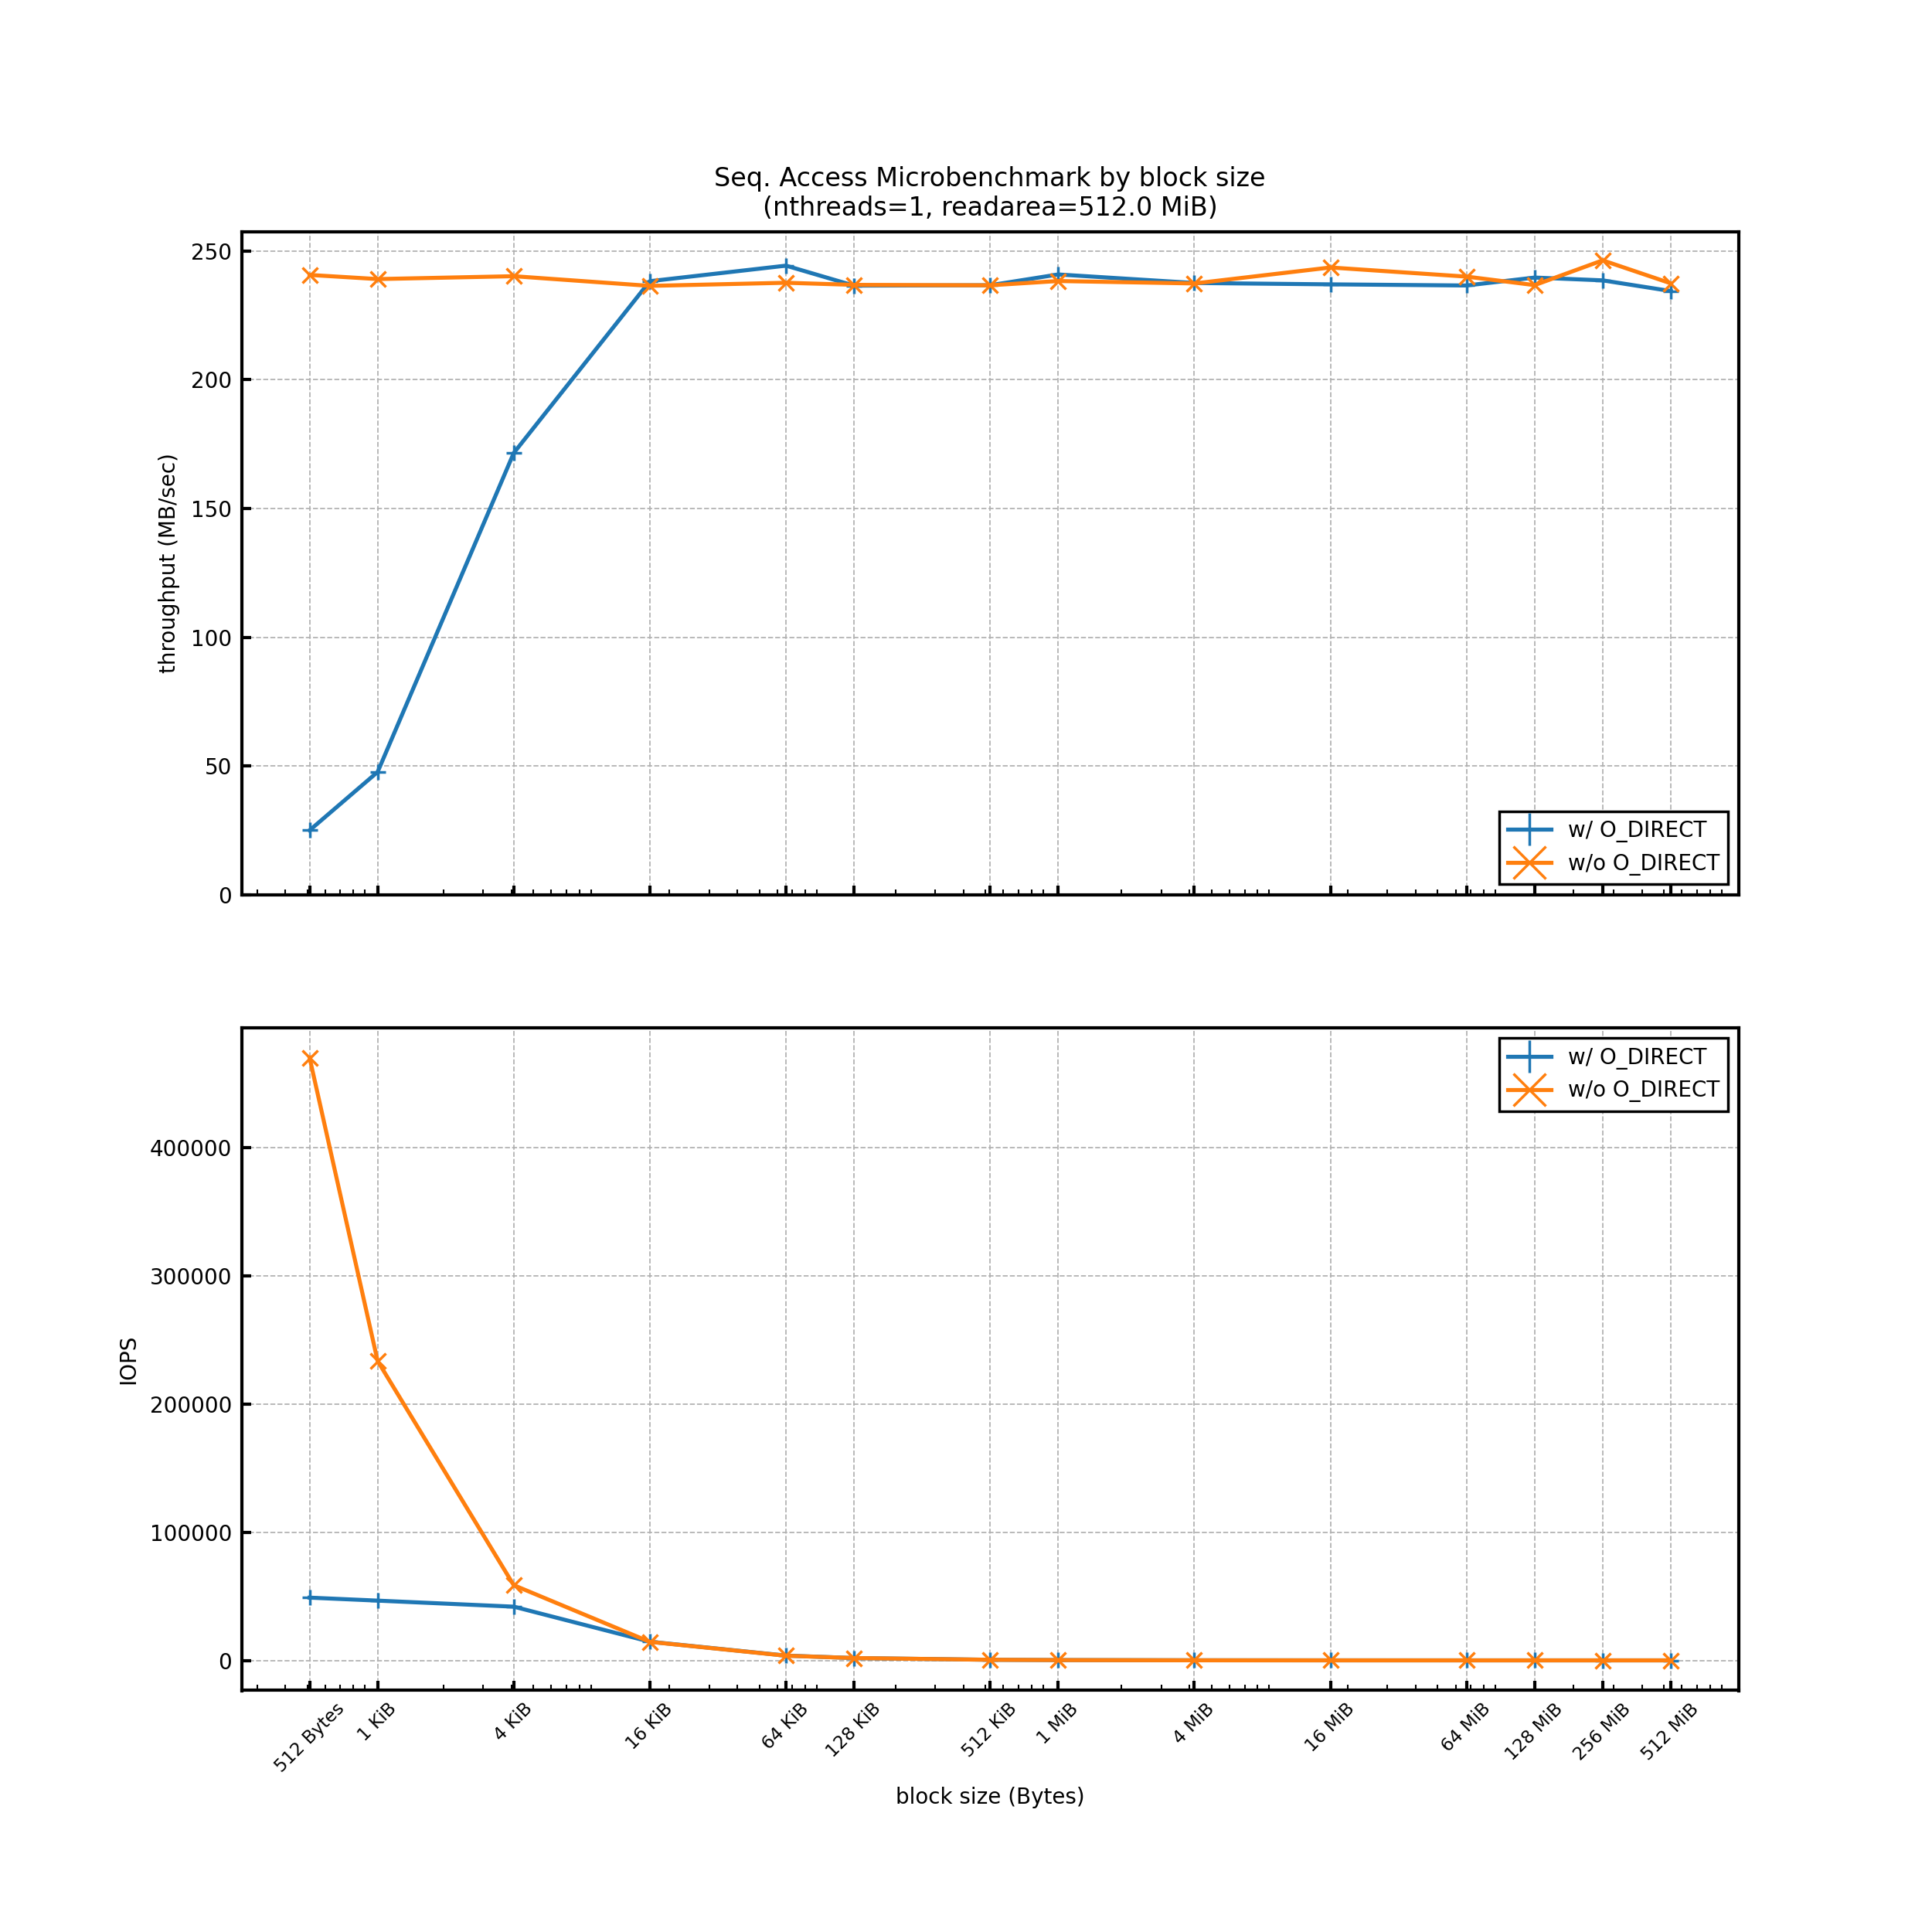 Seq. Access Microbenchmark by block size
(nthreads=1, readarea=512.0 MiB)
250
200
150
100
50
0
throughput (MB/sec)
w/ O_DIRECT
w/o O_DIRECT
w/ O_DIRECT
w/o O_DIRECT
400000
300000
200000
100000
0
IOPS
512 Bytes
1 KiB
4 KiB
16 KiB
64 KiB
128 KiB
512 KiB
1 MiB
4 MiB
16 MiB
64 MiB
128 MiB
256 MiB
512 MiB
block size (Bytes)